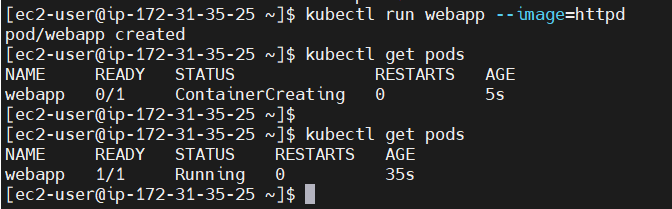 [ec2-user@ip-172-31-35-25 ~]$ kubectl run webapp --image=httpd
pod/webapp created
[ec2-user@ip-172-31-35-25 ~]$ kubectl get pods
NAME     READY   STATUS              RESTARTS   AGE
webapp   0/1     ContainerCreating   0          5s
[ec2-user@ip-172-31-35-25 ~]$
[ec2-user@ip-172-31-35-25 ~]$ kubectl get pods
NAME     READY   STATUS    RESTARTS   AGE
webapp   1/1     Running   0          35s
[ec2-user@ip-172-31-35-25 ~]$